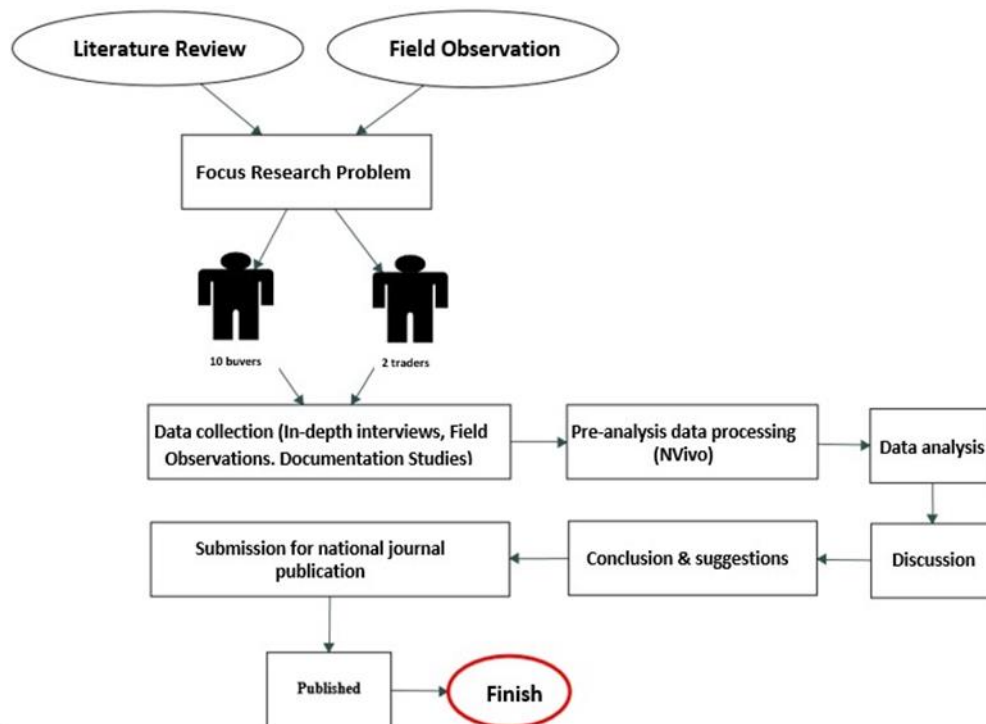 Literature Review
Field Observation
Focus Research Problem
10 buyers
2 traders
Data collection (In-depth interviews, Field
Observations. Documentation Studies)
Pre-analysis data processing
(NVivo)
Data analysis
Discussion
Conclusion & suggestions
Submission for national journal
publication
Published
Finish